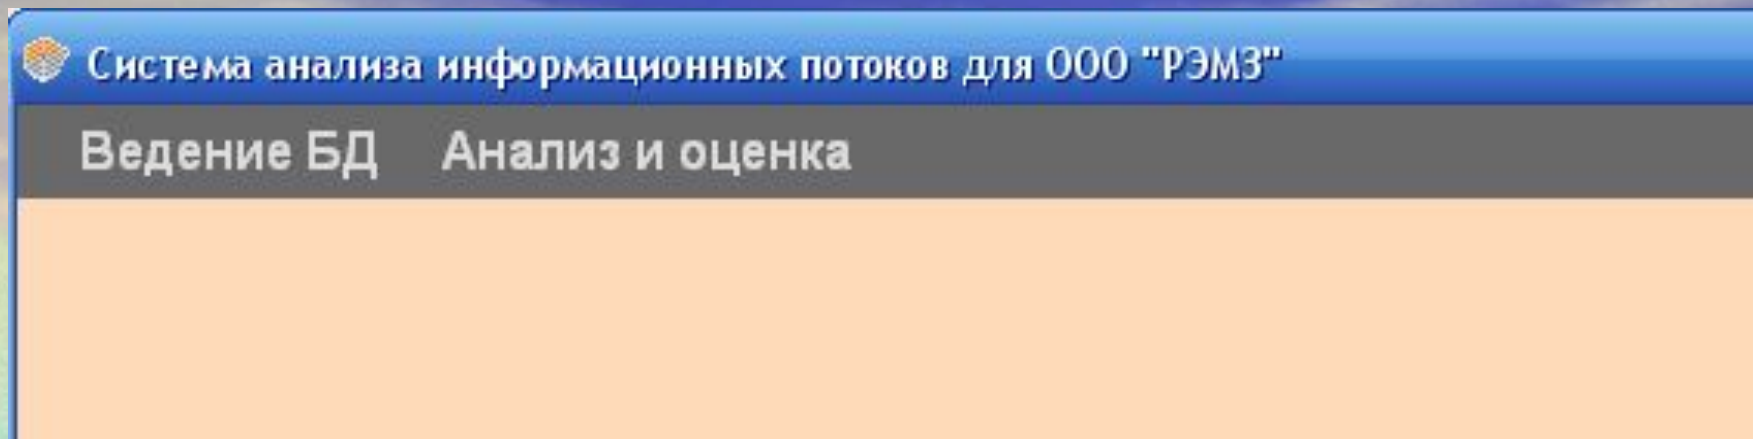 Система анализа информационных потоков для ООО "РЭМЗ"
Ведение БД Анализ и оценка